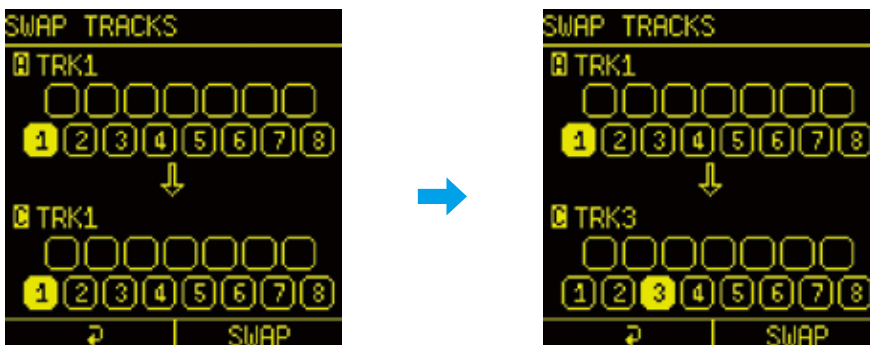 SWAP TRACKS
A TRK1
1 2 3 4 5 6 7 8
C TRK1
1 2 3 4 5 6 7 8
SWAP
SWAP TRACKS
A TRK1
1 2 3 4 5 6 7 8
C TRK3
1 2 3 4 5 6 7 8
SWAP